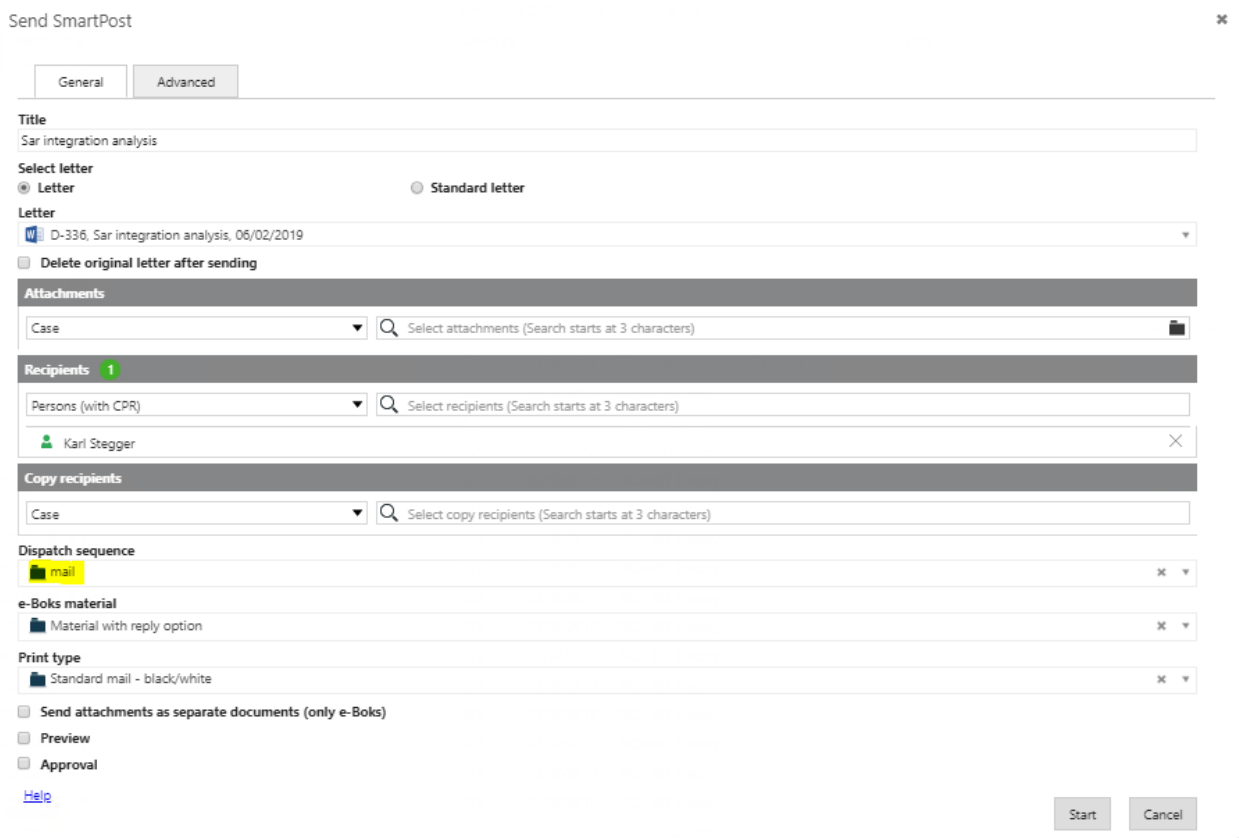 Send SmartPost
General Advanced
Title
Sar integration analysis
Select letter
Letter Standard letter
Letter
D-336, Sar integration analysis, 06/02/2019
Delete original letter after sending
Attachments
Case Select attachments (Search starts at 3 characters)
Recipients 1
Persons (with CPR) Select recipients (Search starts at 3 characters)
Karl Stegger
Copy recipients
Case Select copy recipients (Search starts at 3 characters)
Dispatch sequence
mail
e-Boks material
Material with reply option
Print type
Standard mail - black/white
Send attachments as separate documents (only e-Boks)
Preview
Approval
Help
Start Cancel